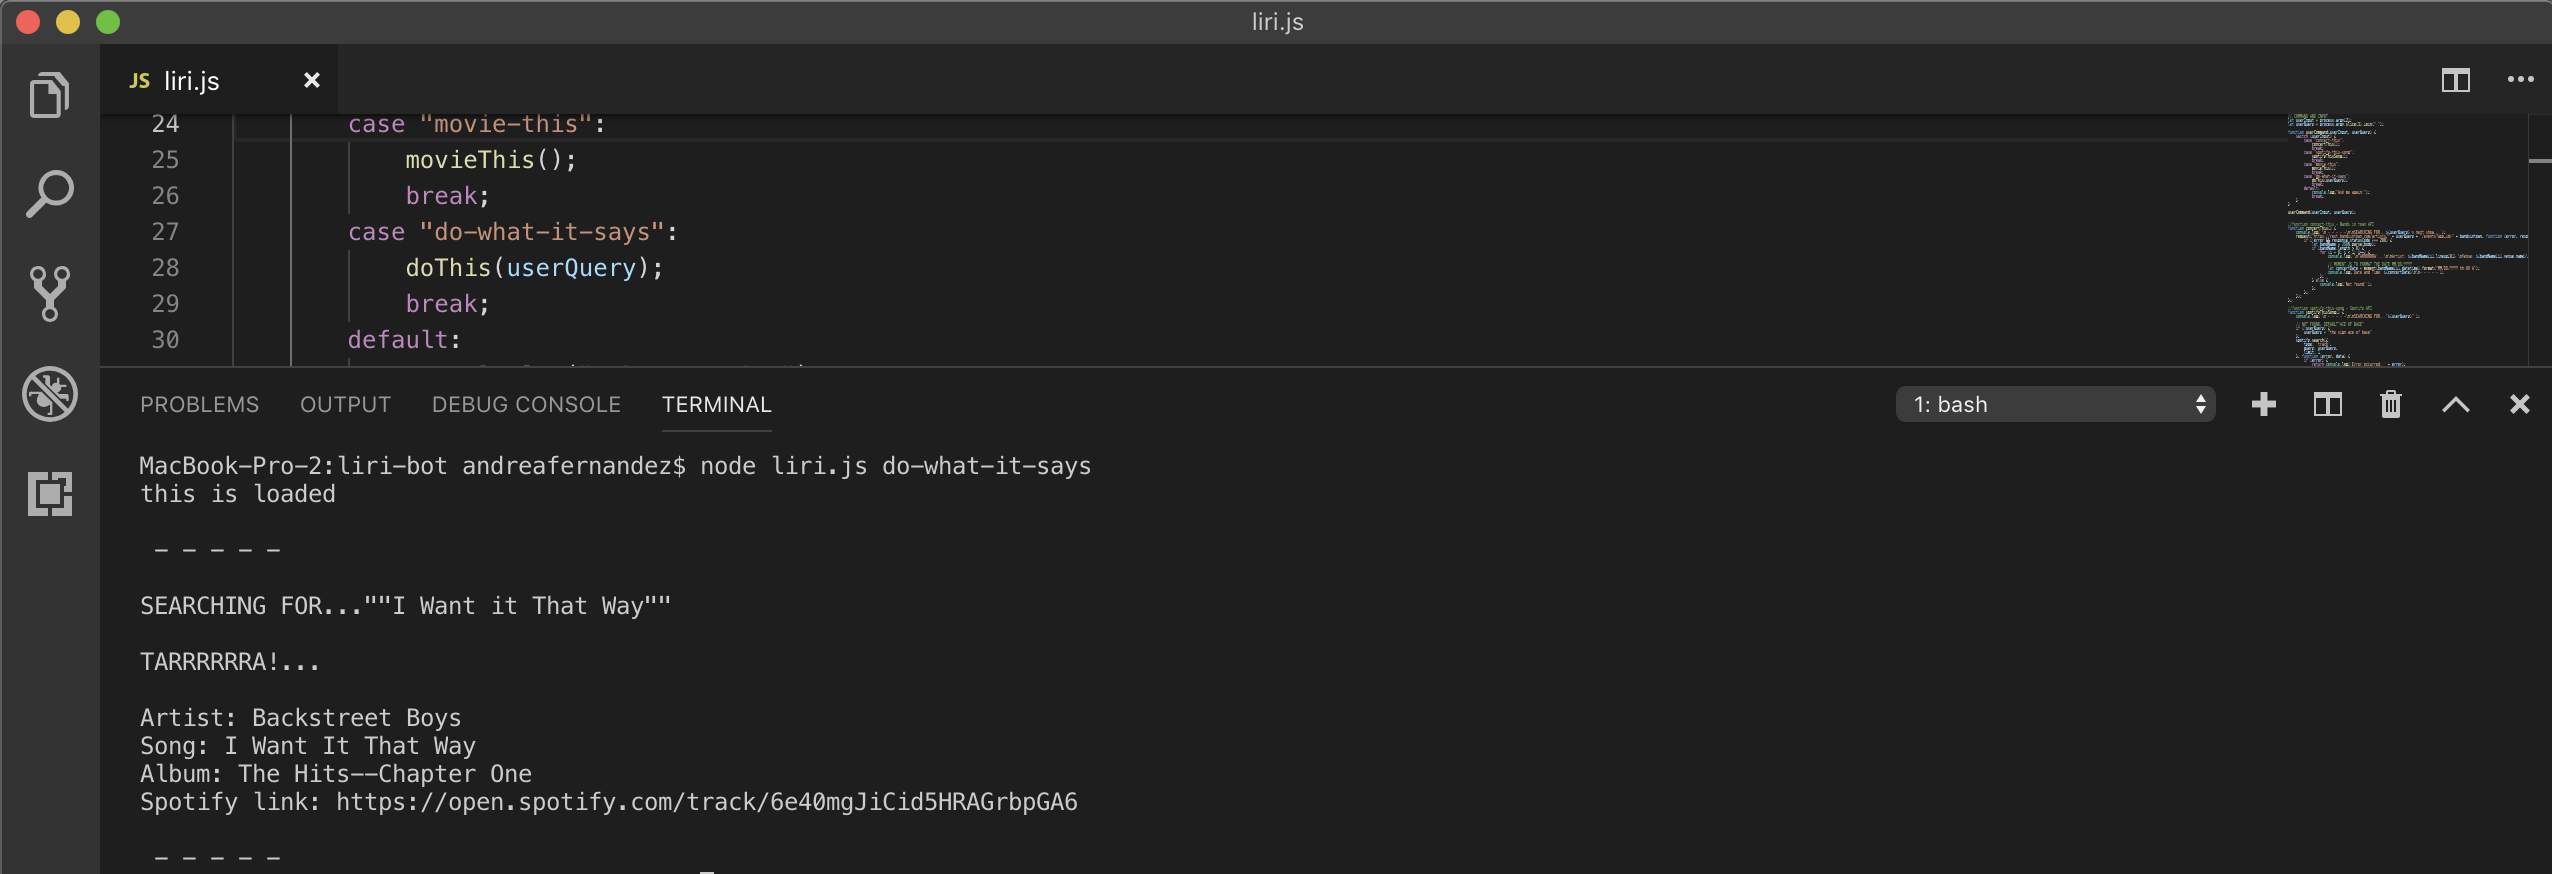 liri.js
JS liri.js
24 case "movie-this":
25 movieThis();
26 break;
27 case "do-what-it-says":
28 doThis(userQuery);
29 break;
30 default:
PROBLEMS OUTPUT DEBUG CONSOLE TERMINAL 1: bash
MacBook-Pro-2:liri-bot andreafernandez$ node liri.js do-what-it-says
this is loaded
- - - - -
SEARCHING FOR...""I Want it That Way""
TARRRRRRA!...
Artist: Backstreet Boys
Song: I Want It That Way
Album: The Hits--Chapter One
Spotify link: https://open.spotify.com/track/6e40mgJiCid5HRAGrbpGA6
- - - - -